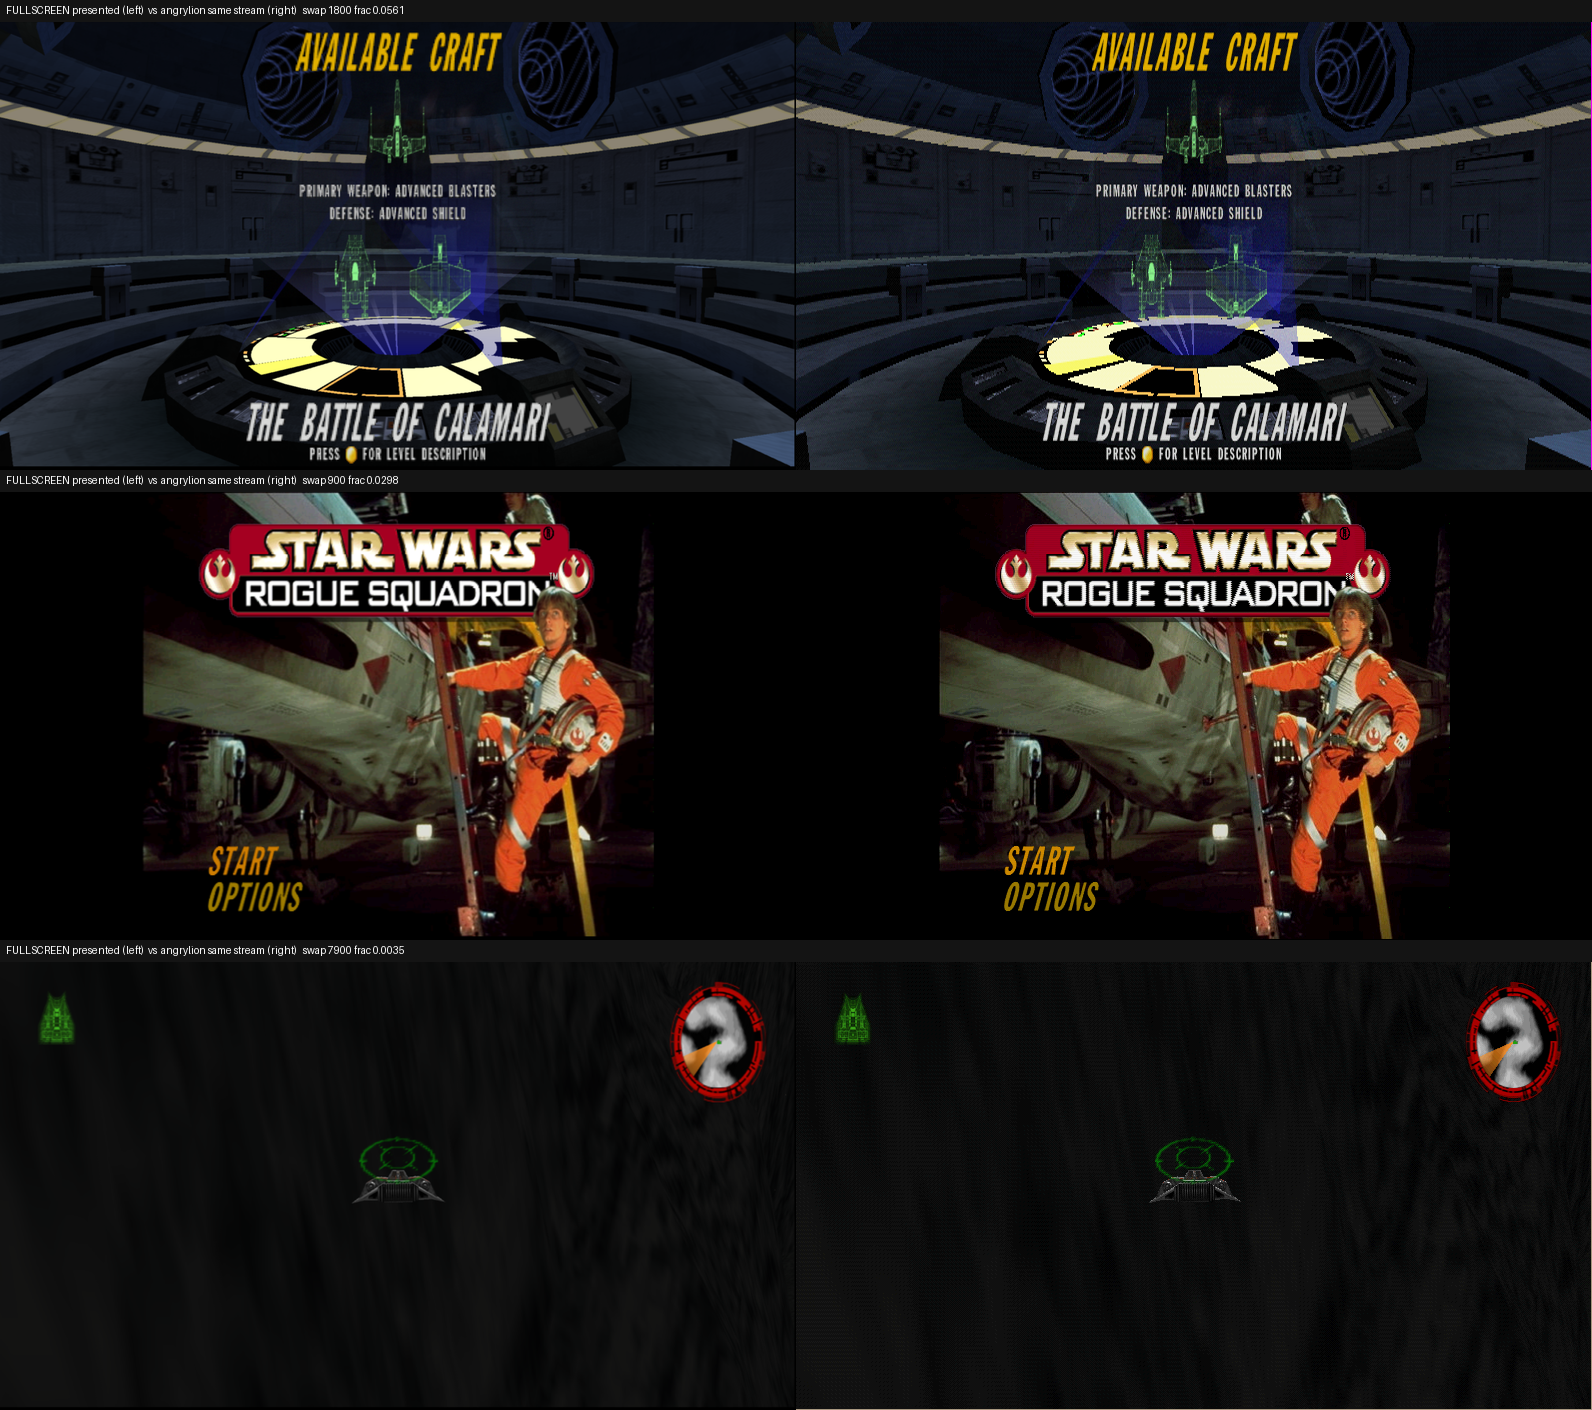 FULLSCREEN presented (left) vs angrylion same stream (right) swap 1800 frac 0.0561
AVAILABLE CRAFT
PRIMARY WEAPON: ADVANCED BLASTERS
DEFENSE: ADVANCED SHIELD
THE BATTLE OF CALAMARI
PRESS FOR LEVEL DESCRIPTION
AVAILABLE CRAFT
PRIMARY WEAPON: ADVANCED BLASTERS
DEFENSE: ADVANCED SHIELD
THE BATTLE OF CALAMARI
PRESS FOR LEVEL DESCRIPTION
FULLSCREEN presented (left) vs angrylion same stream (right) swap 900 frac 0.0298
STAR WARS®
ROGUE SQUADRON™
START
OPTIONS
STAR WARS®
ROGUE SQUADRON™
START
OPTIONS
FULLSCREEN presented (left) vs angrylion same stream (right) swap 7900 frac 0.0035